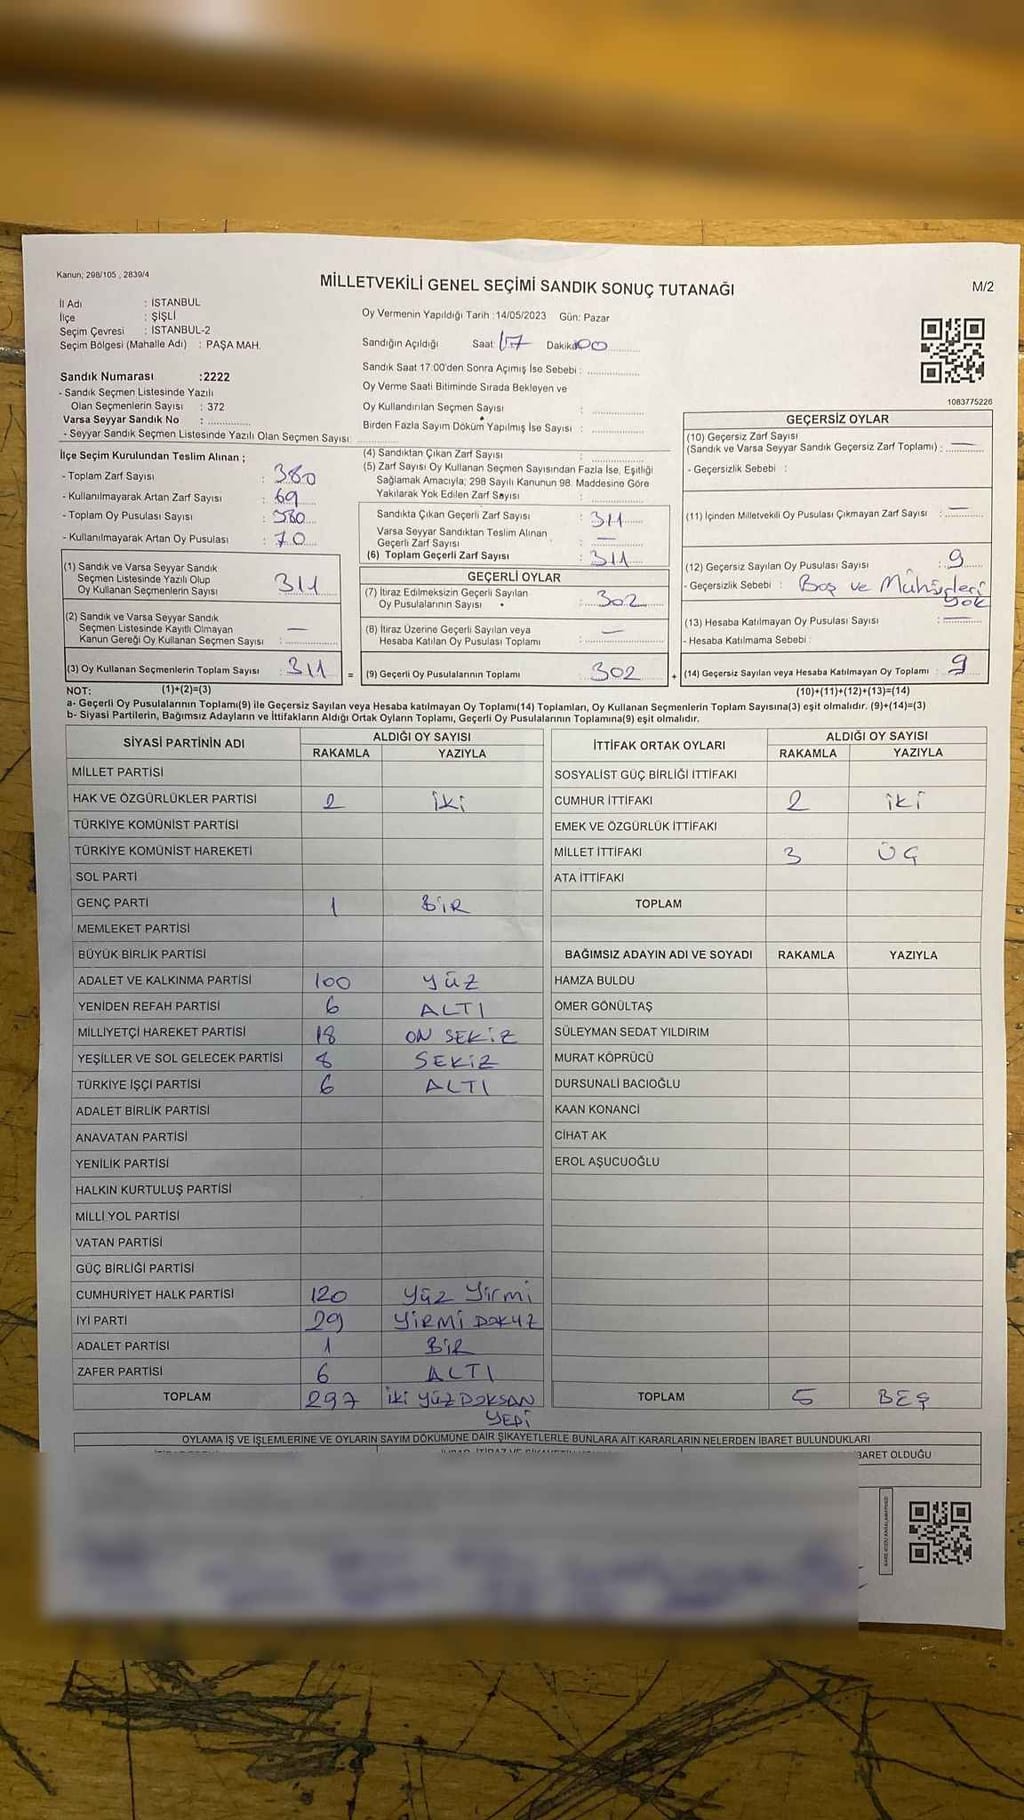 Kanun; 298/105 , 2839/4
MİLLETVEKİLİ GENEL SEÇİMİ SANDIK SONUÇ TUTANAĞI
M/2
İl Adı : İSTANBUL
İlçe : ŞİŞLİ
Seçim Çevresi : İSTANBUL-2
Seçim Bölgesi (Mahalle Adı) : PAŞA MAH.
Oy Vermenin Yapıldığı Tarih :14/05/2023 Gün: Pazar
Sandığın Açıldığı Saat 17 Dakika 00
Sandık Saat 17:00'den Sonra Açımış İse Sebebi :
Oy Verme Saati Bitiminde Sırada Bekleyen ve
Oy Kullandırılan Seçmen Sayısı :
Birden Fazla Sayım Döküm Yapılmış İse Sayısı :
1083775226
Sandık Numarası :2222
- Sandık Seçmen Listesinde Yazılı
Olan Seçmenlerin Sayısı : 372
Varsa Seyyar Sandık No :
- Seyyar Sandık Seçmen Listesinde Yazılı Olan Seçmen Sayısı:
İlçe Seçim Kurulundan Teslim Alınan ;
- Toplam Zarf Sayısı : 380
- Kullanılmayarak Artan Zarf Sayısı : 69
- Toplam Oy Pusulası Sayısı : 380
- Kullanılmayarak Artan Oy Pusulası : 70
(1) Sandık ve Varsa Seyyar Sandık
Seçmen Listesinde Yazılı Olup
Oy Kullanan Seçmenlerin Sayısı : 311
(2) Sandık ve Varsa Seyyar Sandık
Seçmen Listesinde Kayıtlı Olmayan
Kanun Gereği Oy Kullanan Seçmen Sayısı : —
(3) Oy Kullanan Seçmenlerin Toplam Sayısı : 311 =
(4) Sandıktan Çıkan Zarf Sayısı :
(5) Zarf Sayısı Oy Kullanan Seçmen Sayısından Fazla İse, Eşitliği
Sağlamak Amacıyla; 298 Sayılı Kanunun 98. Maddesine Göre
Yakılarak Yok Edilen Zarf Sayısı :
Sandıkta Çıkan Geçerli Zarf Sayısı : 311
Varsa Seyyar Sandıktan Teslim Alınan
Geçerli Zarf Sayısı : —
(6) Toplam Geçerli Zarf Sayısı : 311
GEÇERLİ OYLAR
(7) İtiraz Edilmeksizin Geçerli Sayılan
Oy Pusulalarının Sayısı : 302
(8) İtiraz Üzerine Geçerli Sayılan veya
Hesaba Katılan Oy Pusulaları Toplamı : —
(9) Geçerli Oy Pusulalarının Toplamı : 302 +
GEÇERSİZ OYLAR
(10) Geçersiz Zarf Sayısı
(Sandık ve Varsa Seyyar Sandık Geçersiz Zarf Toplamı) : —
- Geçersizlik Sebebi :
(11) İçinden Milletvekili Oy Pusulası Çıkmayan Zarf Sayısı : —
(12) Geçersiz Sayılan Oy Pusulası Sayısı : 9
- Geçersizlik Sebebi : Boş ve Mühürleri
yok
(13) Hesaba Katılmayan Oy Pusulası Sayısı : —
- Hesaba Katılmama Sebebi :
(14) Geçersiz Sayılan veya Hesaba Katılmayan Oy Toplamı : 9
NOT: (1)+(2)=(3) (10)+(11)+(12)+(13)=(14)
a- Geçerli Oy Pusulalarının Toplamı(9) ile Geçersiz Sayılan veya Hesaba katılmayan Oy Toplamı(14) Toplamları, Oy Kullanan Seçmenlerin Toplam Sayısına(3) eşit olmalıdır. (9)+(14)=(3)
b- Siyasi Partilerin, Bağımsız Adayların ve İttifakların Aldığı Ortak Oyların Toplamı, Geçerli Oy Pusulalarının Toplamına(9) eşit olmalıdır.
SİYASİ PARTİNİN ADI ALDIĞI OY SAYISI
RAKAMLA YAZIYLA
MİLLET PARTİSİ
HAK VE ÖZGÜRLÜKLER PARTİSİ 2 İKİ
TÜRKİYE KOMÜNİST PARTİSİ
TÜRKİYE KOMÜNİST HAREKETİ
SOL PARTİ
GENÇ PARTİ 1 BİR
MEMLEKET PARTİSİ
BÜYÜK BİRLİK PARTİSİ
ADALET VE KALKINMA PARTİSİ 100 YÜZ
YENİDEN REFAH PARTİSİ 6 ALTI
MİLLİYETÇİ HAREKET PARTİSİ 18 ON SEKİZ
YEŞİLLER VE SOL GELECEK PARTİSİ 8 SEKİZ
TÜRKİYE İŞÇİ PARTİSİ 6 ALTI
ADALET BİRLİK PARTİSİ
ANAVATAN PARTİSİ
YENİLİK PARTİSİ
HALKIN KURTULUŞ PARTİSİ
MİLLİ YOL PARTİSİ
VATAN PARTİSİ
GÜÇ BİRLİĞİ PARTİSİ
CUMHURİYET HALK PARTİSİ 120 Yüz Yirmi
İYİ PARTİ 29 YİRMİ DOKUZ
ADALET PARTİSİ 1 BİR
ZAFER PARTİSİ 6 ALTI
TOPLAM 297 İKİ YÜZ DOKSAN
YEDİ
İTTİFAK ORTAK OYLARI ALDIĞI OY SAYISI
RAKAMLA YAZIYLA
SOSYALİST GÜÇ BİRLİĞİ İTTİFAKI
CUMHUR İTTİFAKI 2 İKİ
EMEK VE ÖZGÜRLÜK İTTİFAKI
MİLLET İTTİFAKI 3 ÜÇ
ATA İTTİFAKI
TOPLAM
BAĞIMSIZ ADAYIN ADI VE SOYADI RAKAMLA YAZIYLA
HAMZA BULDU
ÖMER GÖNÜLTAŞ
SÜLEYMAN SEDAT YILDIRIM
MURAT KÖPRÜCÜ
DURSUNALİ BACIOĞLU
KAAN KONANCİ
CİHAT AK
EROL AŞUCUOĞLU
TOPLAM 5 BEŞ
OYLAMA İŞ VE İŞLEMLERİNE VE OYLARIN SAYIM DÖKÜMÜNE DAİR ŞİKAYETLERLE BUNLARA AİT KARARLARIN NELERDEN İBARET BULUNDUKLARI
BARET OLDUĞU